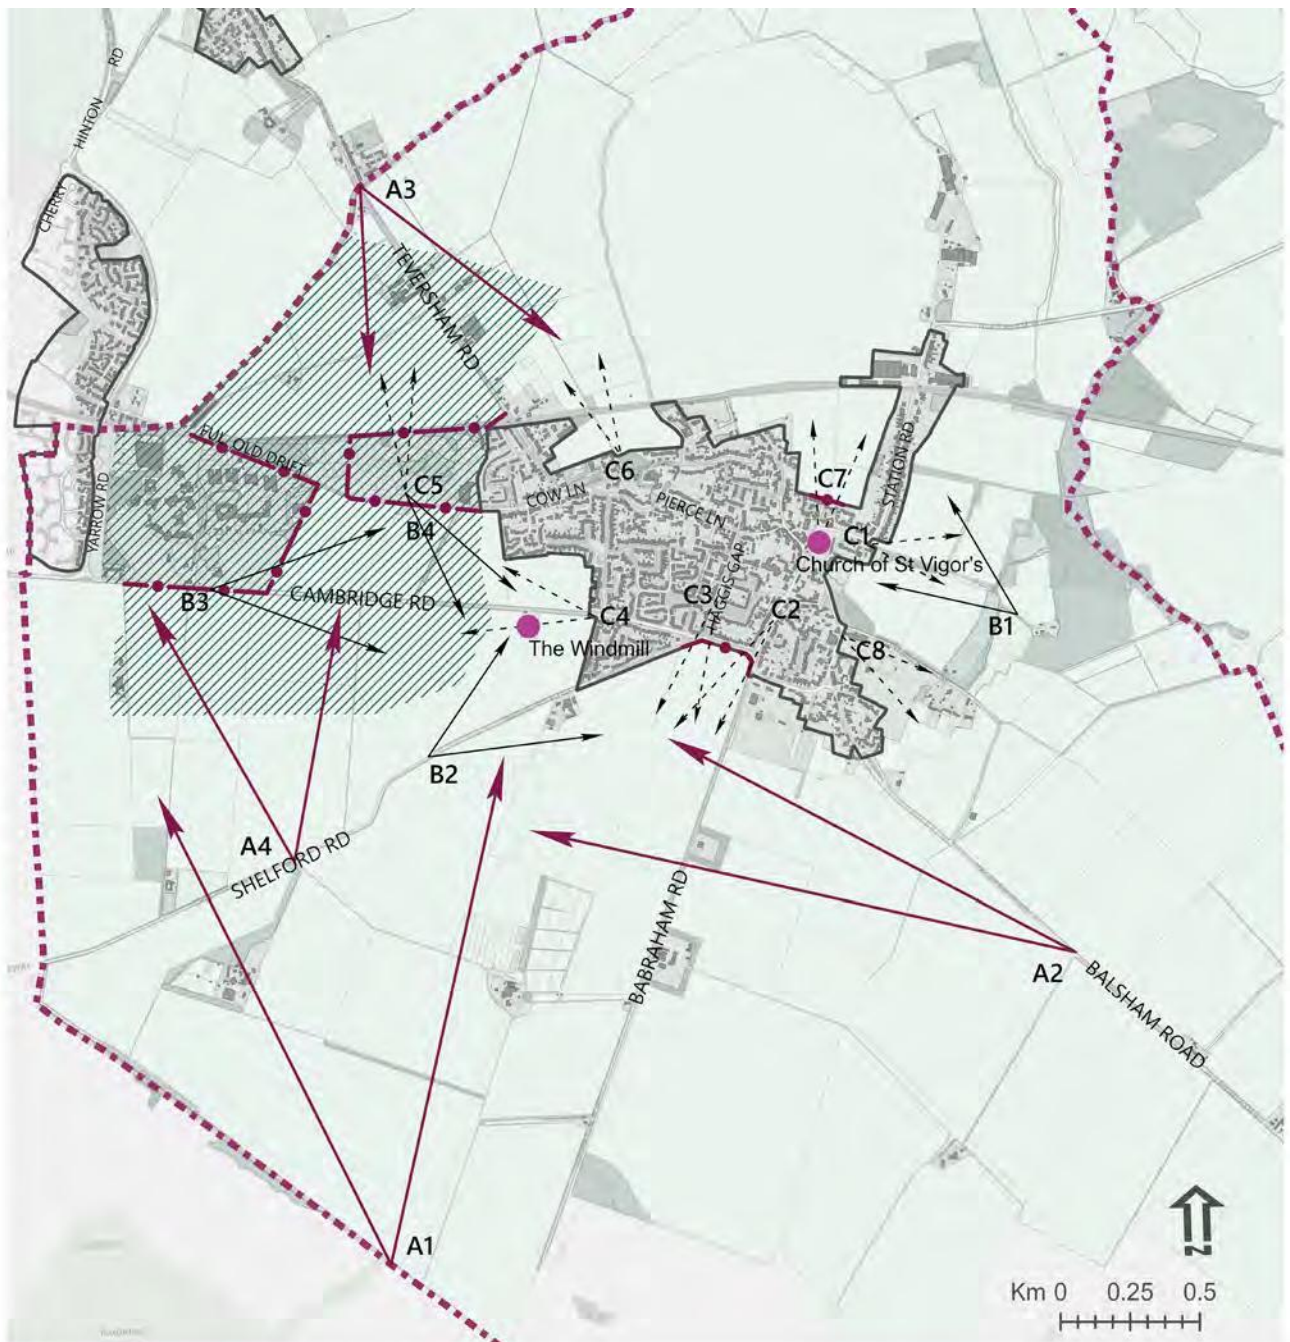 HINTON RD
CHERRY
A3
TEVERSHAM RD
FUL. OLD DRIFT
YARROW RD
C5
B4
COW LN
C6
PIERCE LN
C7
STATION RD
C1
Church of St Vigor's
B3
CAMBRIDGE RD
C4
The Windmill
C3
HAGGIS GAP
C2
B1
C8
B2
A4
SHELFORD RD
BABRAHAM RD
A2
BALSHAM ROAD
A1
N
Km 0 0.25 0.5